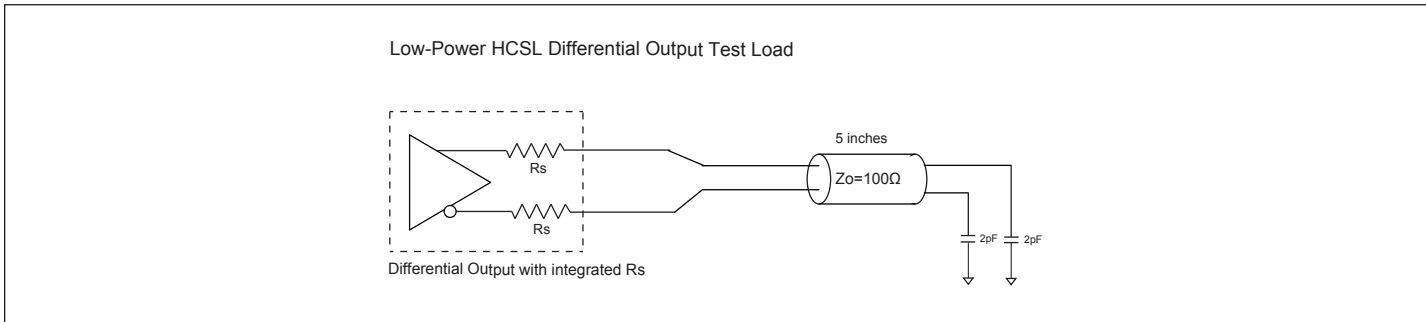 Low-Power HCSL Differential Output Test Load
5 inches
Rs
Zo=100Ω
Rs
2pF
2pF
Differential Output with integrated Rs